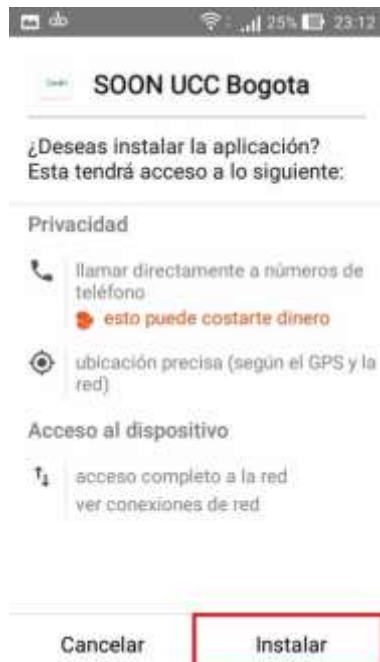 25% 23:12
SOON UCC Bogota
¿Deseas instalar la aplicación?
Esta tendrá acceso a lo siguiente:
Privacidad
llamar directamente a números de
teléfono
esto puede costarte dinero
ubicación precisa (según el GPS y la
red)
Acceso al dispositivo
acceso completo a la red
ver conexiones de red
Cancelar Instalar